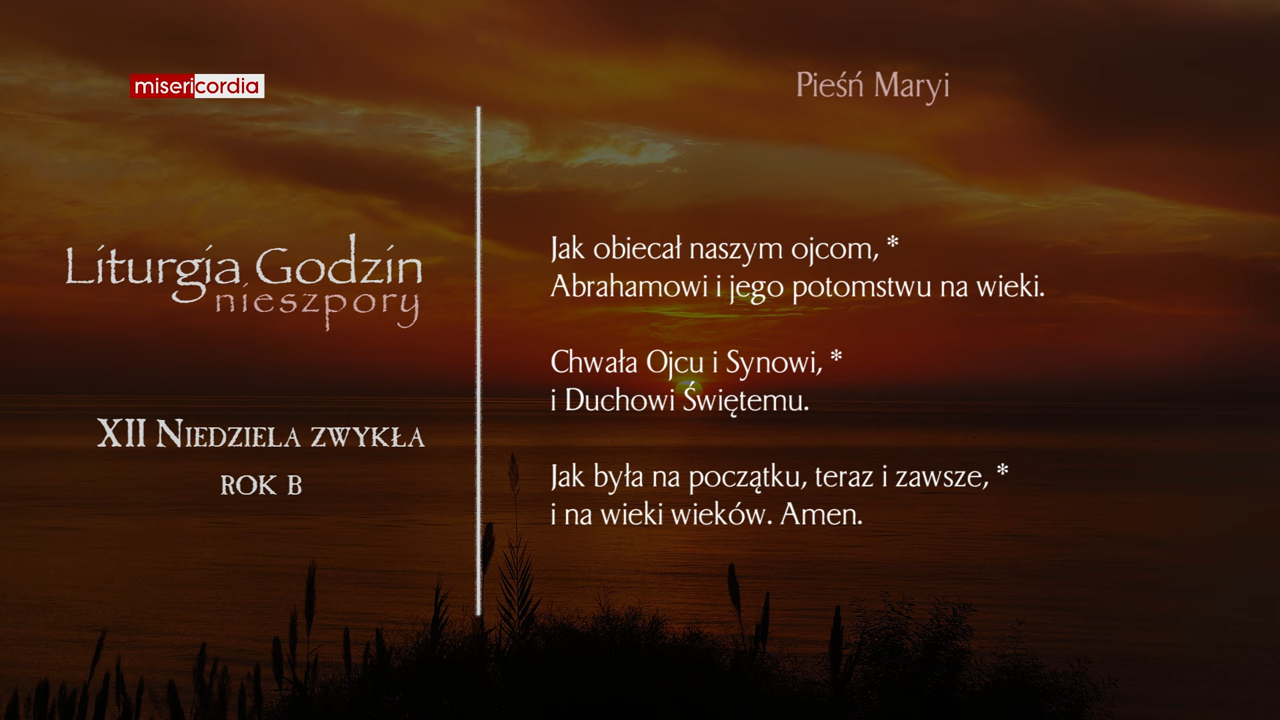 misericordia
Liturgia Godzin
nieszpory
XII Niedziela zwykła
rok B
Pieśń Maryi
Jak obiecał naszym ojcom, *
Abrahamowi i jego potomstwu na wieki.
Chwała Ojcu i Synowi, *
i Duchowi Świętemu.
Jak była na początku, teraz i zawsze, *
i na wieki wieków. Amen.